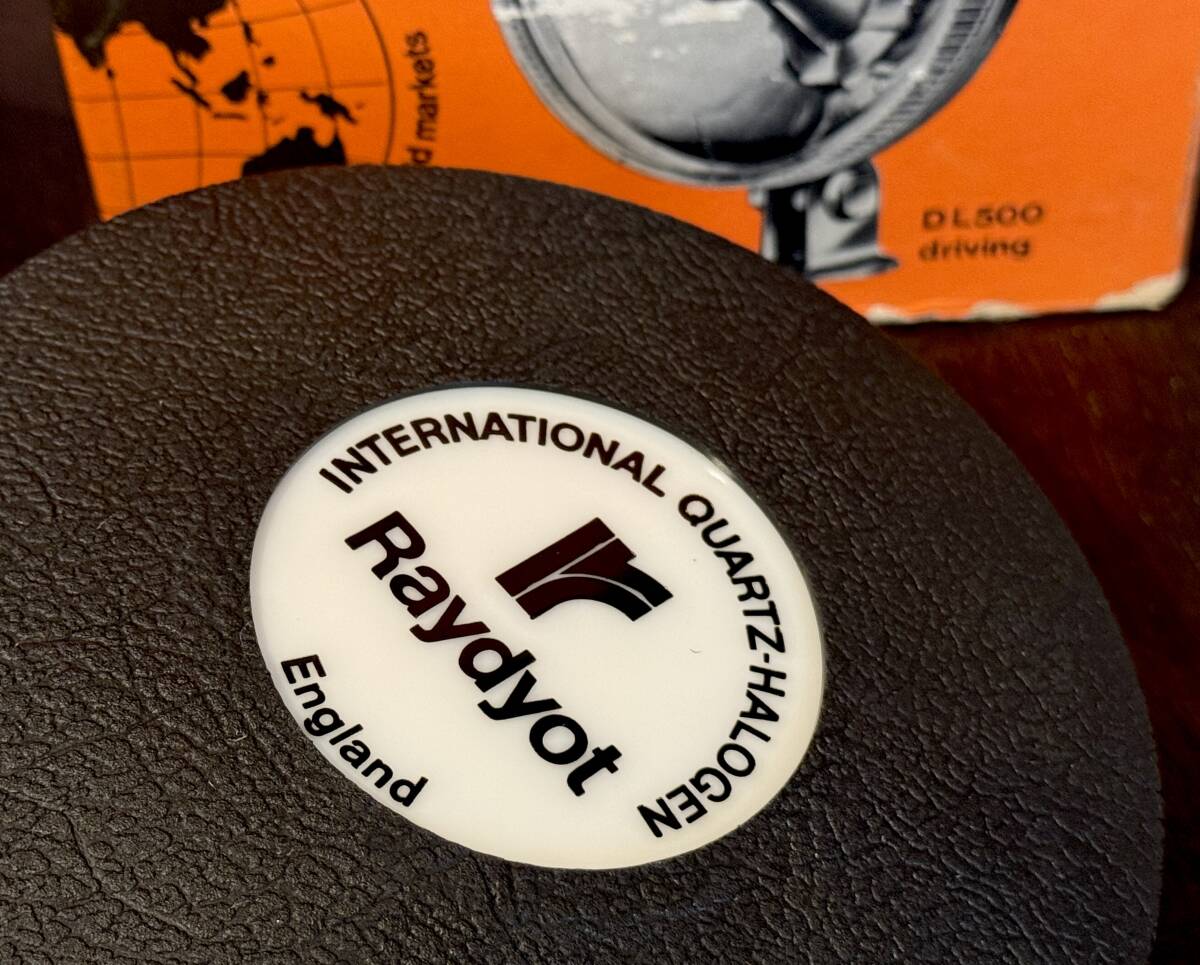 markets
DL500
driving
INTERNATIONAL QUARTZ-HALOGEN
Raydyot
England